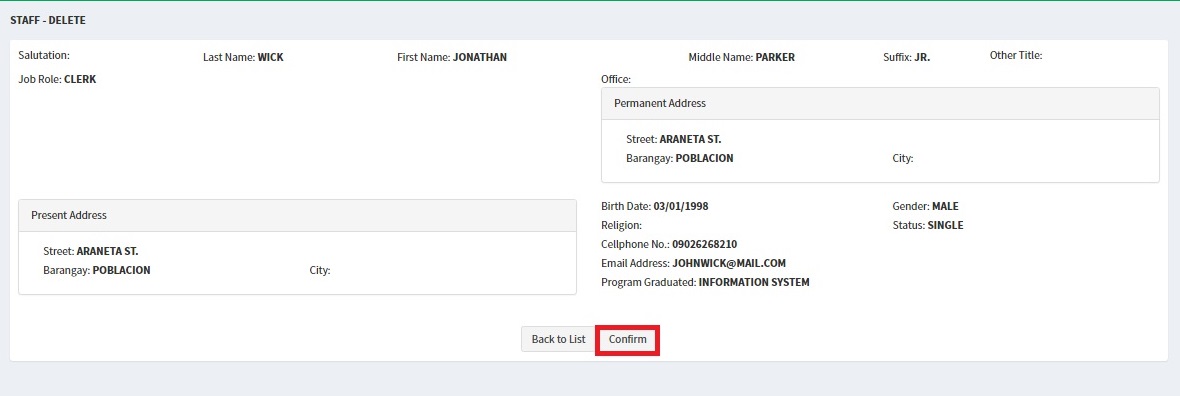 STAFF - DELETE
Salutation: Last Name: WICK First Name: JONATHAN Middle Name: PARKER Suffix: JR. Other Title:
Job Role: CLERK Office:
Permanent Address
Street: ARANETA ST.
Barangay: POBLACION City:
Present Address
Street: ARANETA ST.
Barangay: POBLACION City:
Birth Date: 03/01/1998 Gender: MALE
Religion: Status: SINGLE
Cellphone No.: 09026268210
Email Address: JOHNWICK@MAIL.COM
Program Graduated: INFORMATION SYSTEM
Back to List Confirm